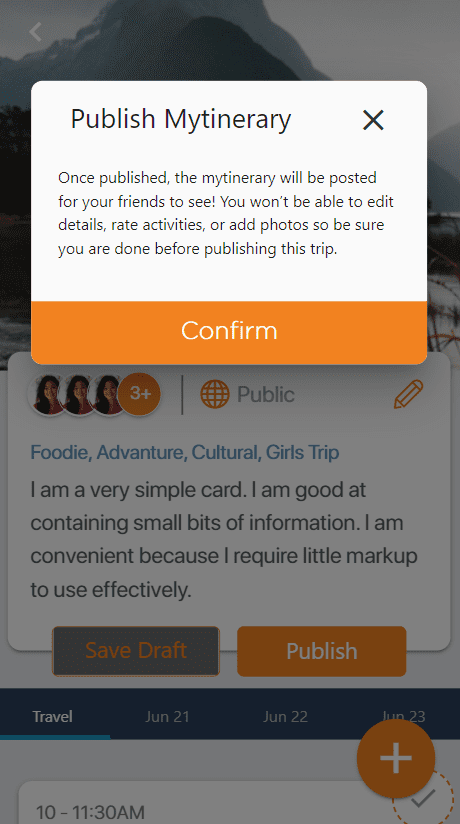 Publish Mytinerary
Once published, the mytinerary will be posted
for your friends to see! You won’t be able to edit
details, rate activities, or add photos so be sure
you are done before publishing this trip.
Confirm
3+
Public
Foodie, Advanture, Cultural, Girls Trip
I am a very simple card. I am good at
containing small bits of information. I am
convenient because I require little markup
to use effectively.
Save Draft
Publish
Travel
Jun 21
Jun 22
Jun 23
10 - 11:30AM